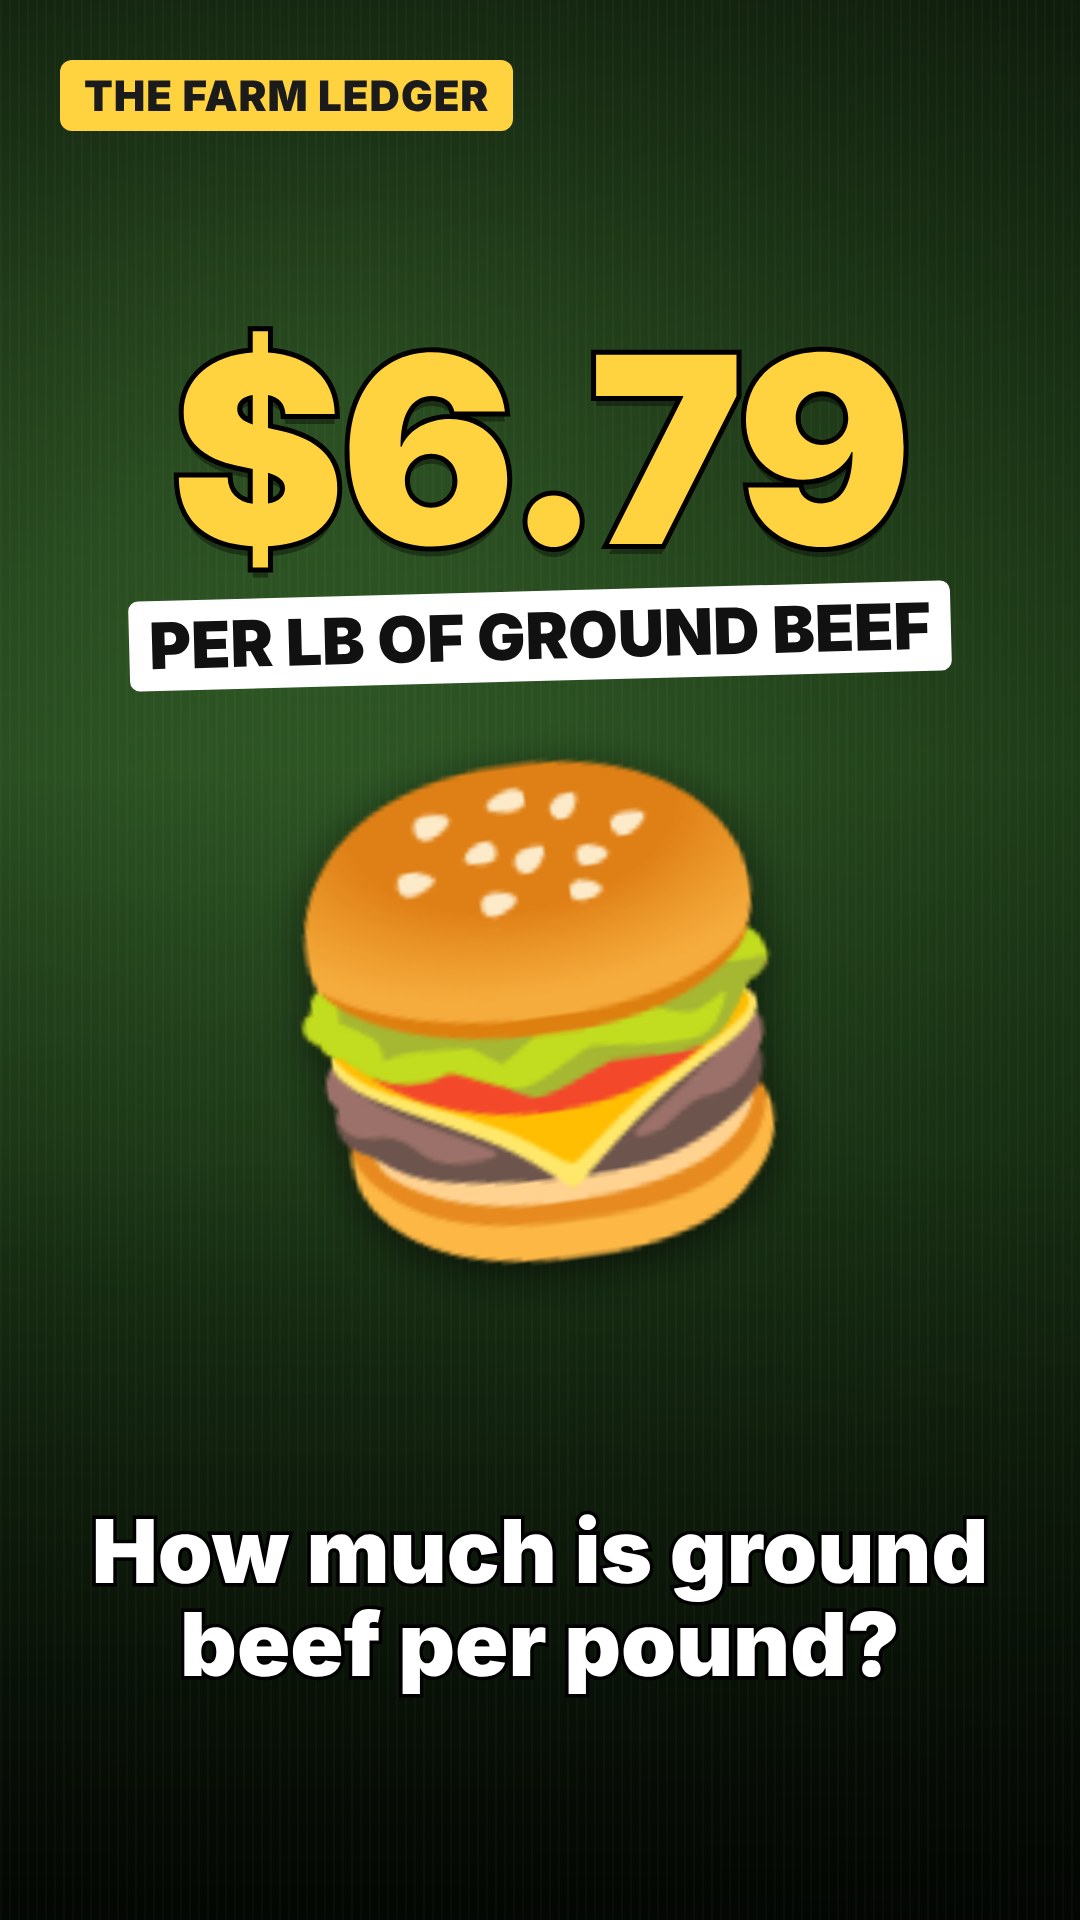 THE FARM LEDGER
$6.79
PER LB OF GROUND BEEF
How much is ground
beef per pound?